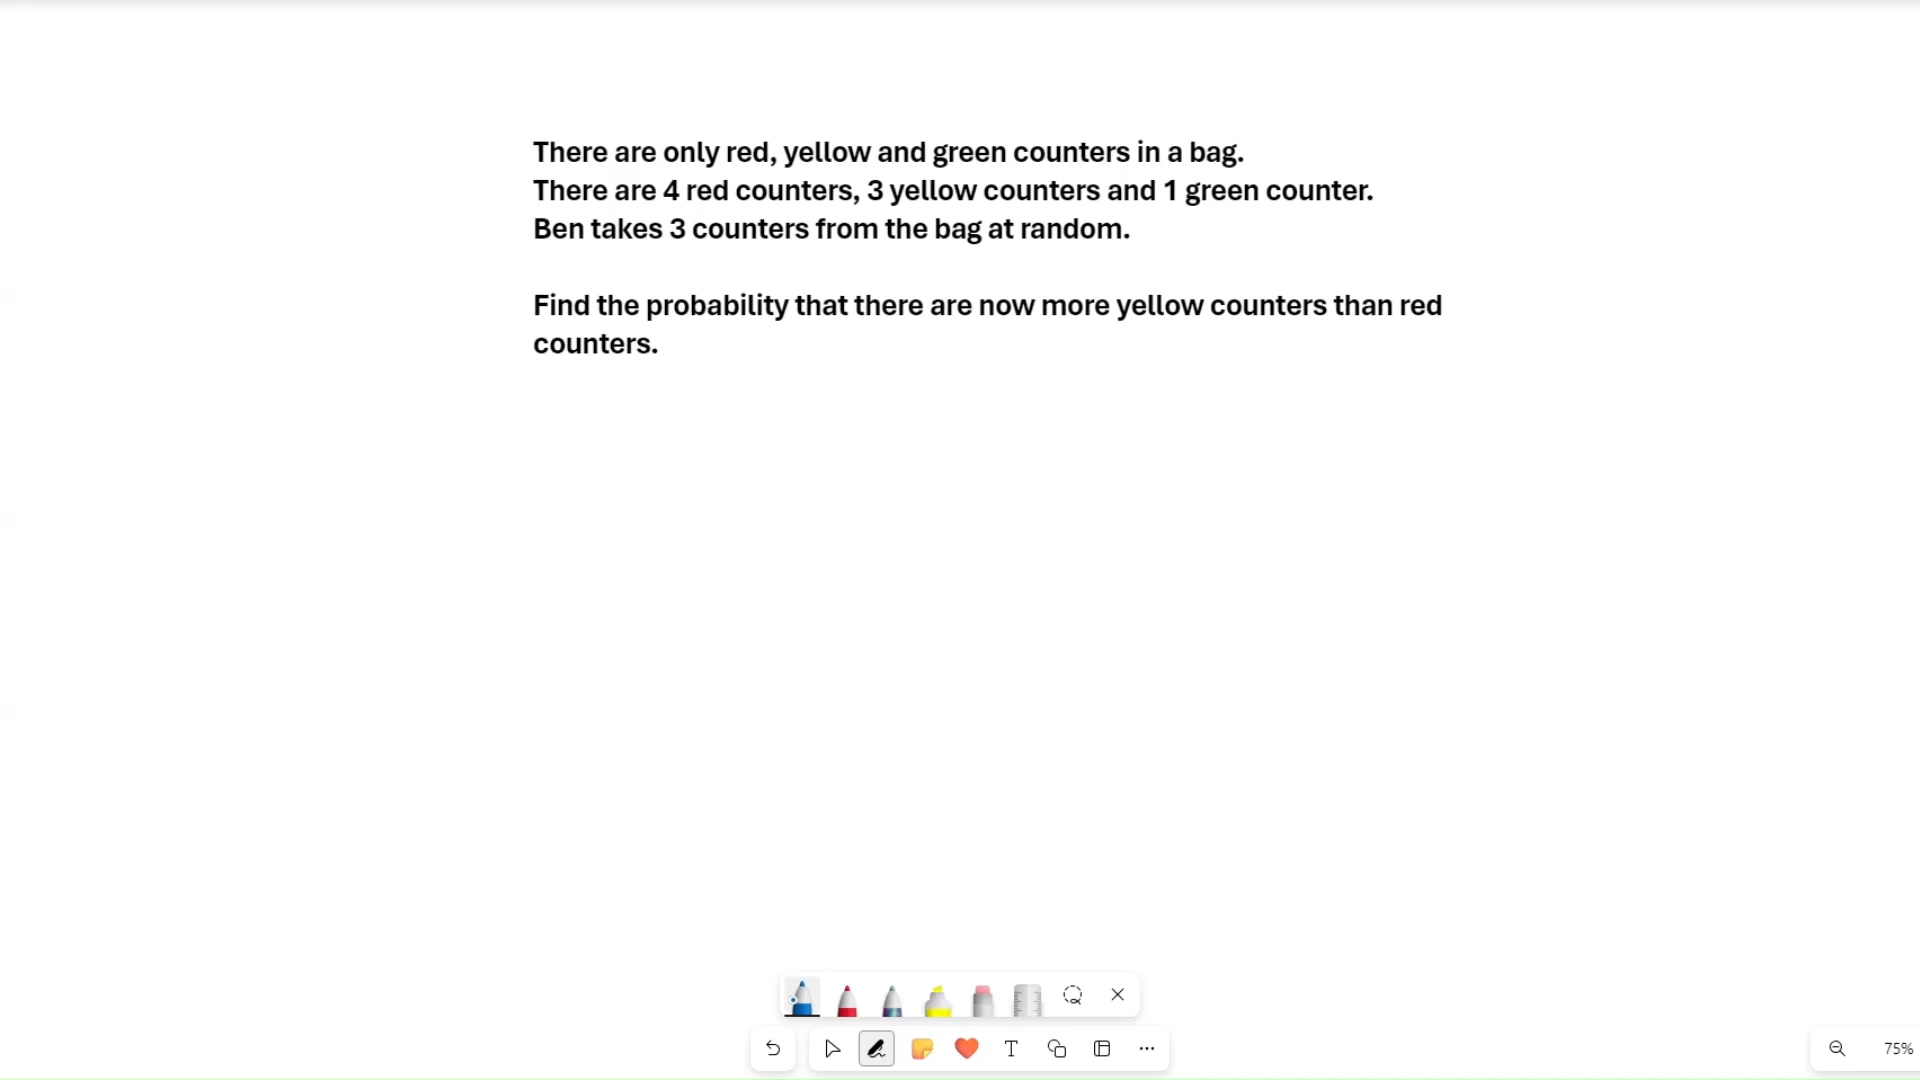 There are only red, yellow and green counters in a bag.
There are 4 red counters, 3 yellow counters and 1 green counter.
Ben takes 3 counters from the bag at random.
Find the probability that there are now more yellow counters than red
counters.
T
75%